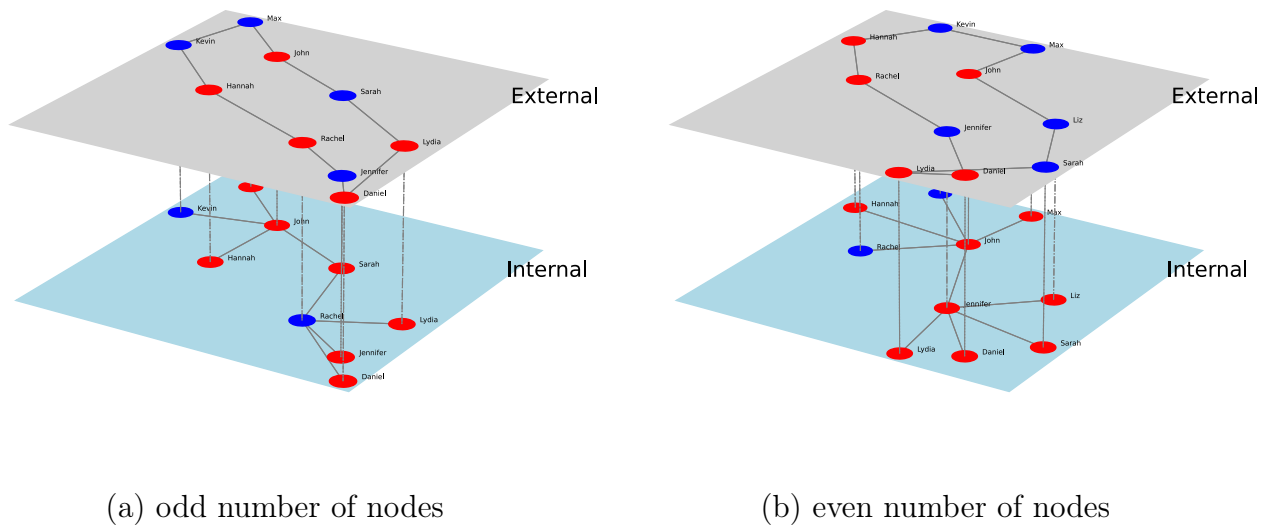 Max
Kevin
John
Hannah
Sarah
External
Rachel
Lydia
Jennifer
Daniel
Kevin
John
Hannah
Sarah
Internal
Rachel
Lydia
Jennifer
Daniel
(a) odd number of nodes
Kevin
Hannah
Max
John
Rachel
External
Liz
Jennifer
Sarah
Lydia
Daniel
Hannah
Max
John
Rachel
Internal
Liz
Jennifer
Sarah
Lydia
Daniel
(b) even number of nodes